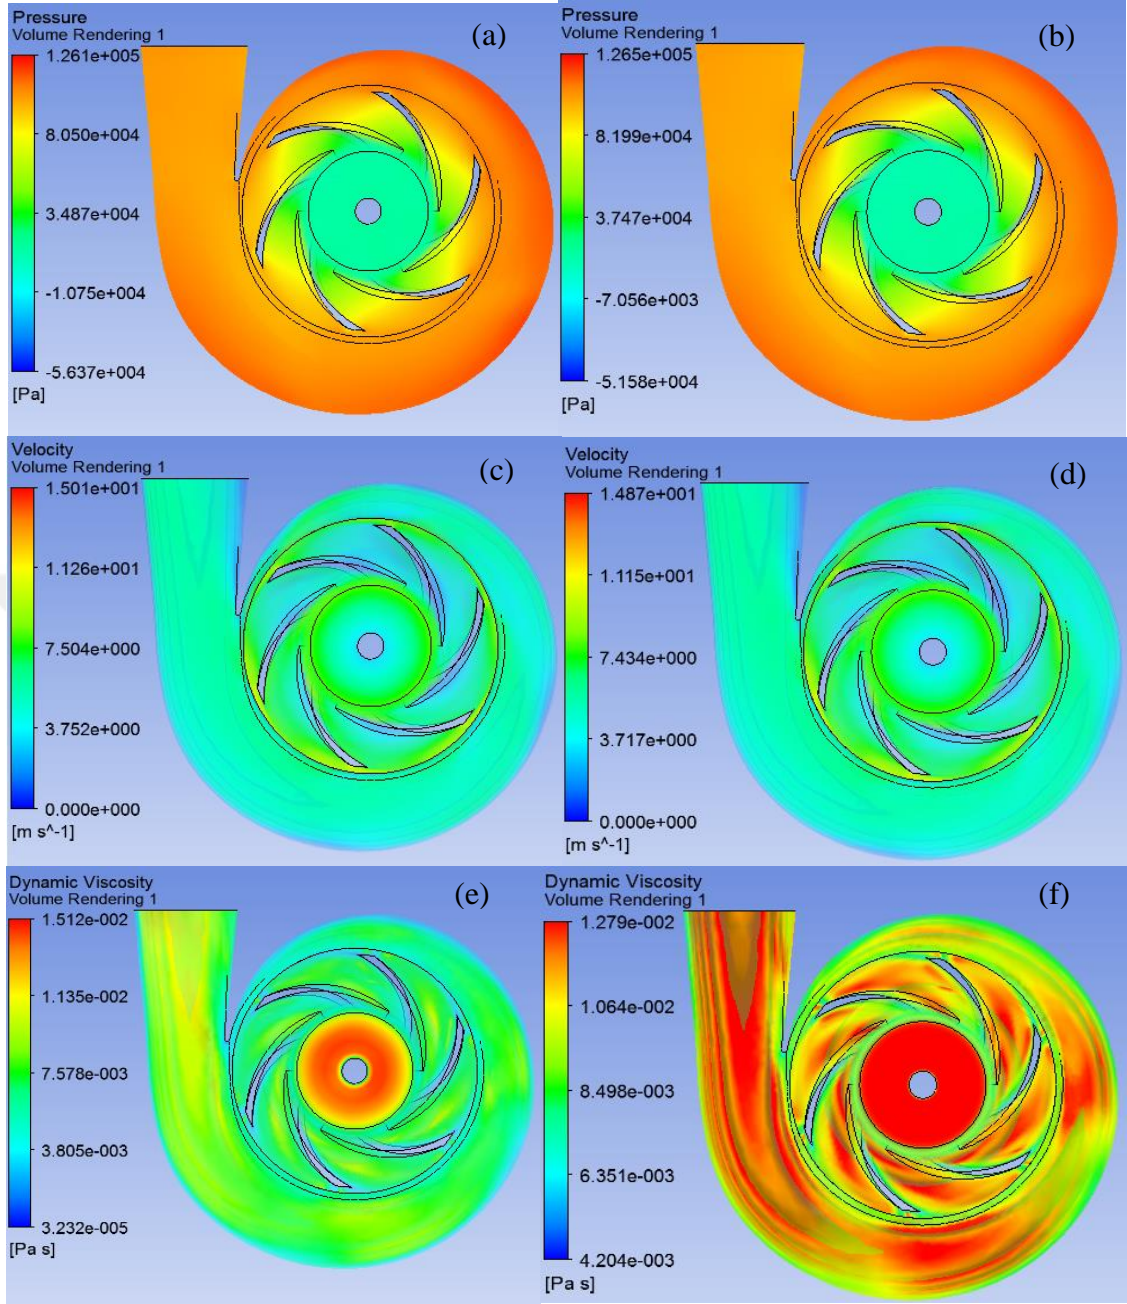 Pressure
Volume Rendering 1
(a)
1.261e+005
8.050e+004
3.487e+004
-1.075e+004
-5.637e+004
[Pa]
Pressure
Volume Rendering 1
(b)
1.265e+005
8.199e+004
3.747e+004
-7.056e+003
-5.158e+004
[Pa]
Velocity
Volume Rendering 1
(c)
1.501e+001
1.126e+001
7.504e+000
3.752e+000
0.000e+000
[m s^-1]
Velocity
Volume Rendering 1
(d)
1.487e+001
1.115e+001
7.434e+000
3.717e+000
0.000e+000
[m s^-1]
Dynamic Viscosity
Volume Rendering 1
(e)
1.512e-002
1.135e-002
7.578e-003
3.805e-003
3.232e-005
[Pa s]
Dynamic Viscosity
Volume Rendering 1
(f)
1.279e-002
1.064e-002
8.498e-003
6.351e-003
4.204e-003
[Pa s]